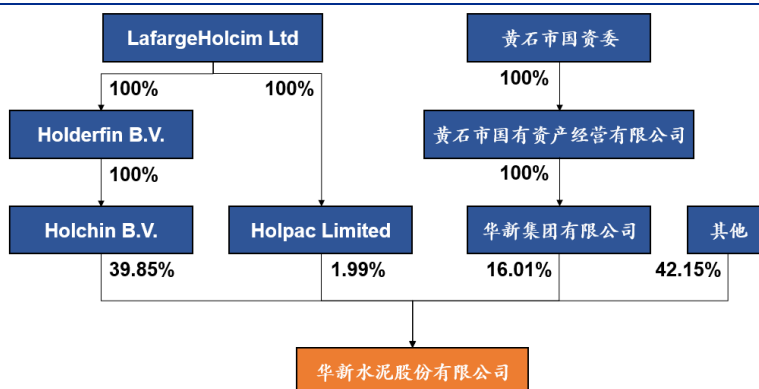 LafargeHolcim Ltd
黄石市国资委
100%
100%
100%
Holderfin B.V.
黄石市国有资产经营有限公司
100%
100%
Holchin B.V.
Holpac Limited
华新集团有限公司
其他
39.85%
1.99%
16.01%
42.15%
华新水泥股份有限公司